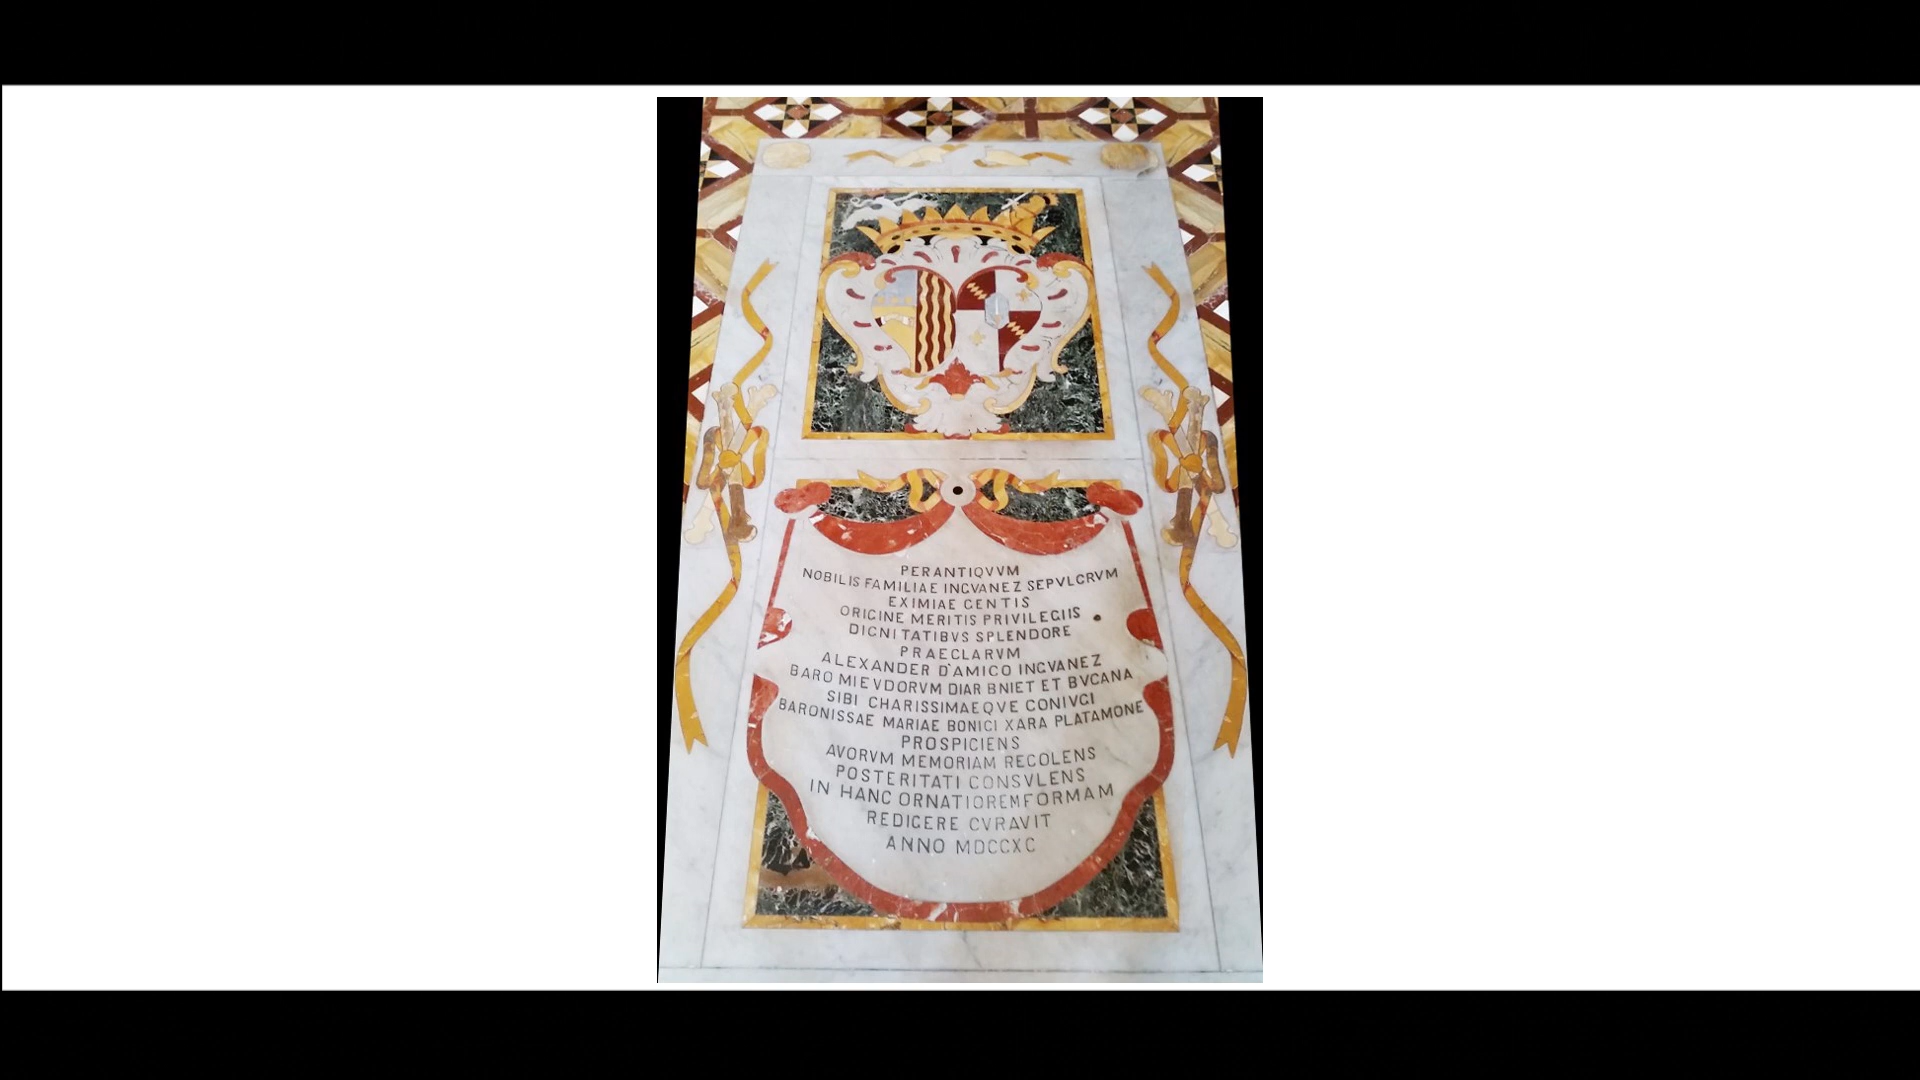 PERANTIQVVM
NOBILIS FAMILIAE INGVANEZ SEPVLCRVM
EXIMIAE GENTIS
ORIGINE MERITIS PRIVILEGIIS
DIGNITATIBVS SPLENDORE
PRAECLARVM
ALEXANDER D'AMICO INGVANEZ
BARO MIEVDORVM DIAR BNIET ET BVCANA
SIBI CHARISSIMAEQVE CONIVGI
BARONISSAE MARIAE BONICI XARA PLATAMONE
PROSPICIENS
AVORVM MEMORIAM RECOLENS
POSTERITATI CONSVLENS
IN HANC ORNATIOREM FORMAM
REDIGERE CVRAVIT
ANNO MDCCXC